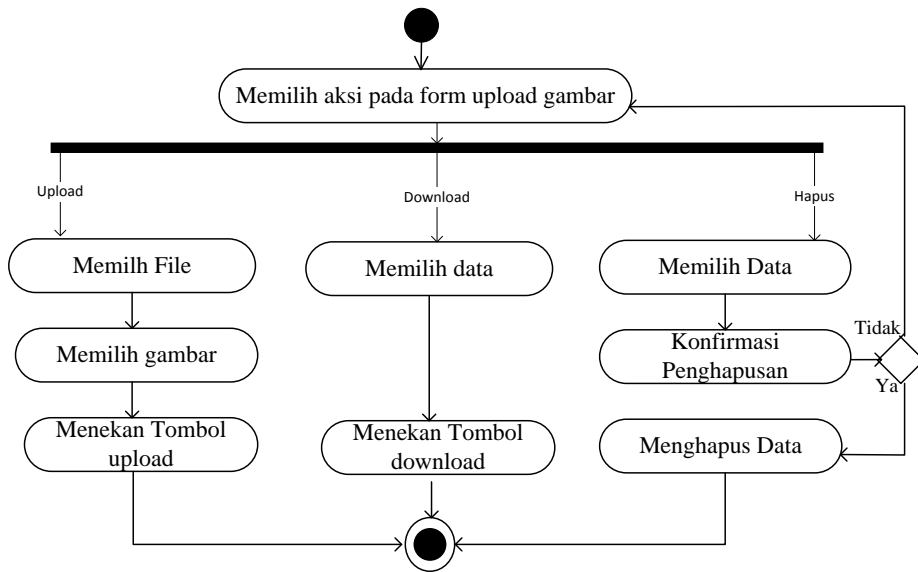 Memilih aksi pada form upload gambar
Upload
Download
Hapus
Memilh File
Memilih data
Memilih Data
Memilih gambar
Konfirmasi
Penghapusan
Tidak
Ya
Menekan Tombol
upload
Menekan Tombol
download
Menghapus Data